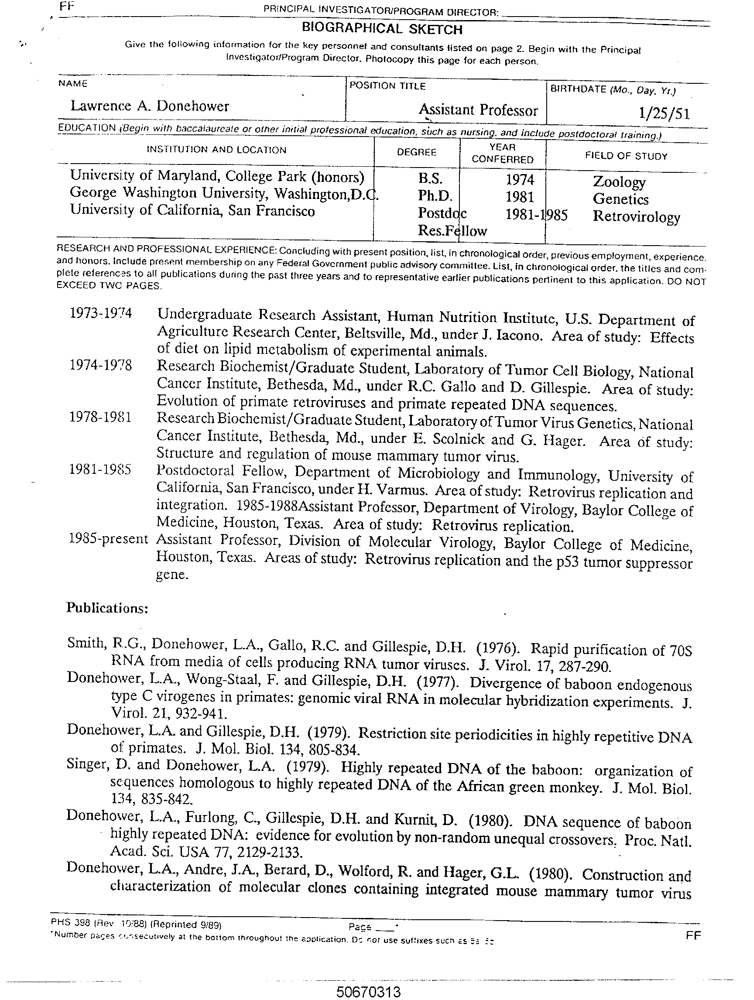 FF
PRINCIPAL INVESTIGATOR/PROGRAM DIRECTOR:
BIOGRAPHICAL SKETCH
Give the following information for the key personnel and consultants listed on page 2. Begin with the Principal
Investigator/Program Director. Photocopy this page for each person.
NAME POSITION TITLE BIRTHDATE (Mo., Day, Yr.)
Lawrence A. Donehower Assistant Professor 1/25/51
EDUCATION (Begin with baccalaureate or other initial professional education, such as nursing, and include postdoctoral training.)
INSTITUTION AND LOCATION DEGREE YEAR CONFERRED FIELD OF STUDY
University of Maryland, College Park (honors) B.S. 1974 Zoology
George Washington University, Washington,D.C. Ph.D. 1981 Genetics
University of California, San Francisco Postdoc 1981-1985 Retrovirology
Res.Fellow
RESEARCH AND PROFESSIONAL EXPERIENCE: Concluding with present position, list, in chronological order, previous employment, experience,
and honors. Include present membership on any Federal Government public advisory committee. List, in chronological order, the titles and com-
plete references to all publications during the past three years and to representative earlier publications pertinent to this application. DO NOT
EXCEED TWO PAGES.
1973-1974 Undergraduate Research Assistant, Human Nutrition Institute, U.S. Department of
Agriculture Research Center, Beltsville, Md., under J. Iacono. Area of study: Effects
of diet on lipid metabolism of experimental animals.
1974-1978 Research Biochemist/Graduate Student, Laboratory of Tumor Cell Biology, National
Cancer Institute, Bethesda, Md., under R.C. Gallo and D. Gillespie. Area of study:
Evolution of primate retroviruses and primate repeated DNA sequences.
1978-1981 Research Biochemist/Graduate Student, Laboratory of Tumor Virus Genetics, National
Cancer Institute, Bethesda, Md., under E. Scolnick and G. Hager. Area of study:
Structure and regulation of mouse mammary tumor virus.
1981-1985 Postdoctoral Fellow, Department of Microbiology and Immunology, University of
California, San Francisco, under H. Varmus. Area of study: Retrovirus replication and
integration. 1985-1988Assistant Professor, Department of Virology, Baylor College of
Medicine, Houston, Texas. Area of study: Retrovirus replication.
1985-present Assistant Professor, Division of Molecular Virology, Baylor College of Medicine,
Houston, Texas. Areas of study: Retrovirus replication and the p53 tumor suppressor
gene.
Publications:
Smith, R.G., Donehower, L.A., Gallo, R.C. and Gillespie, D.H. (1976). Rapid purification of 70S
RNA from media of cells producing RNA tumor viruses. J. Virol. 17, 287-290.
Donehower, L.A., Wong-Staal, F. and Gillespie, D.H. (1977). Divergence of baboon endogenous
type C virogenes in primates: genomic viral RNA in molecular hybridization experiments. J.
Virol. 21, 932-941.
Donehower, L.A. and Gillespie, D.H. (1979). Restriction site periodicities in highly repetitive DNA
of primates. J. Mol. Biol. 134, 805-834.
Singer, D. and Donehower, L.A. (1979). Highly repeated DNA of the baboon: organization of
sequences homologous to highly repeated DNA of the African green monkey. J. Mol. Biol.
134, 835-842.
Donehower, L.A., Furlong, C., Gillespie, D.H. and Kurnit, D. (1980). DNA sequence of baboon
highly repeated DNA: evidence for evolution by non-random unequal crossovers. Proc. Natl.
Acad. Sci. USA 77, 2129-2133.
Donehower, L.A., Andre, J.A., Berard, D., Wolford, R. and Hager, G.L. (1980). Construction and
characterization of molecular clones containing integrated mouse mammary tumor virus
PHS 398 (Rev. 10/88) (Reprinted 9/89) Page ___*
*Number pages consecutively at the bottom throughout the application. Do not use suffixes such as
FF
50670313